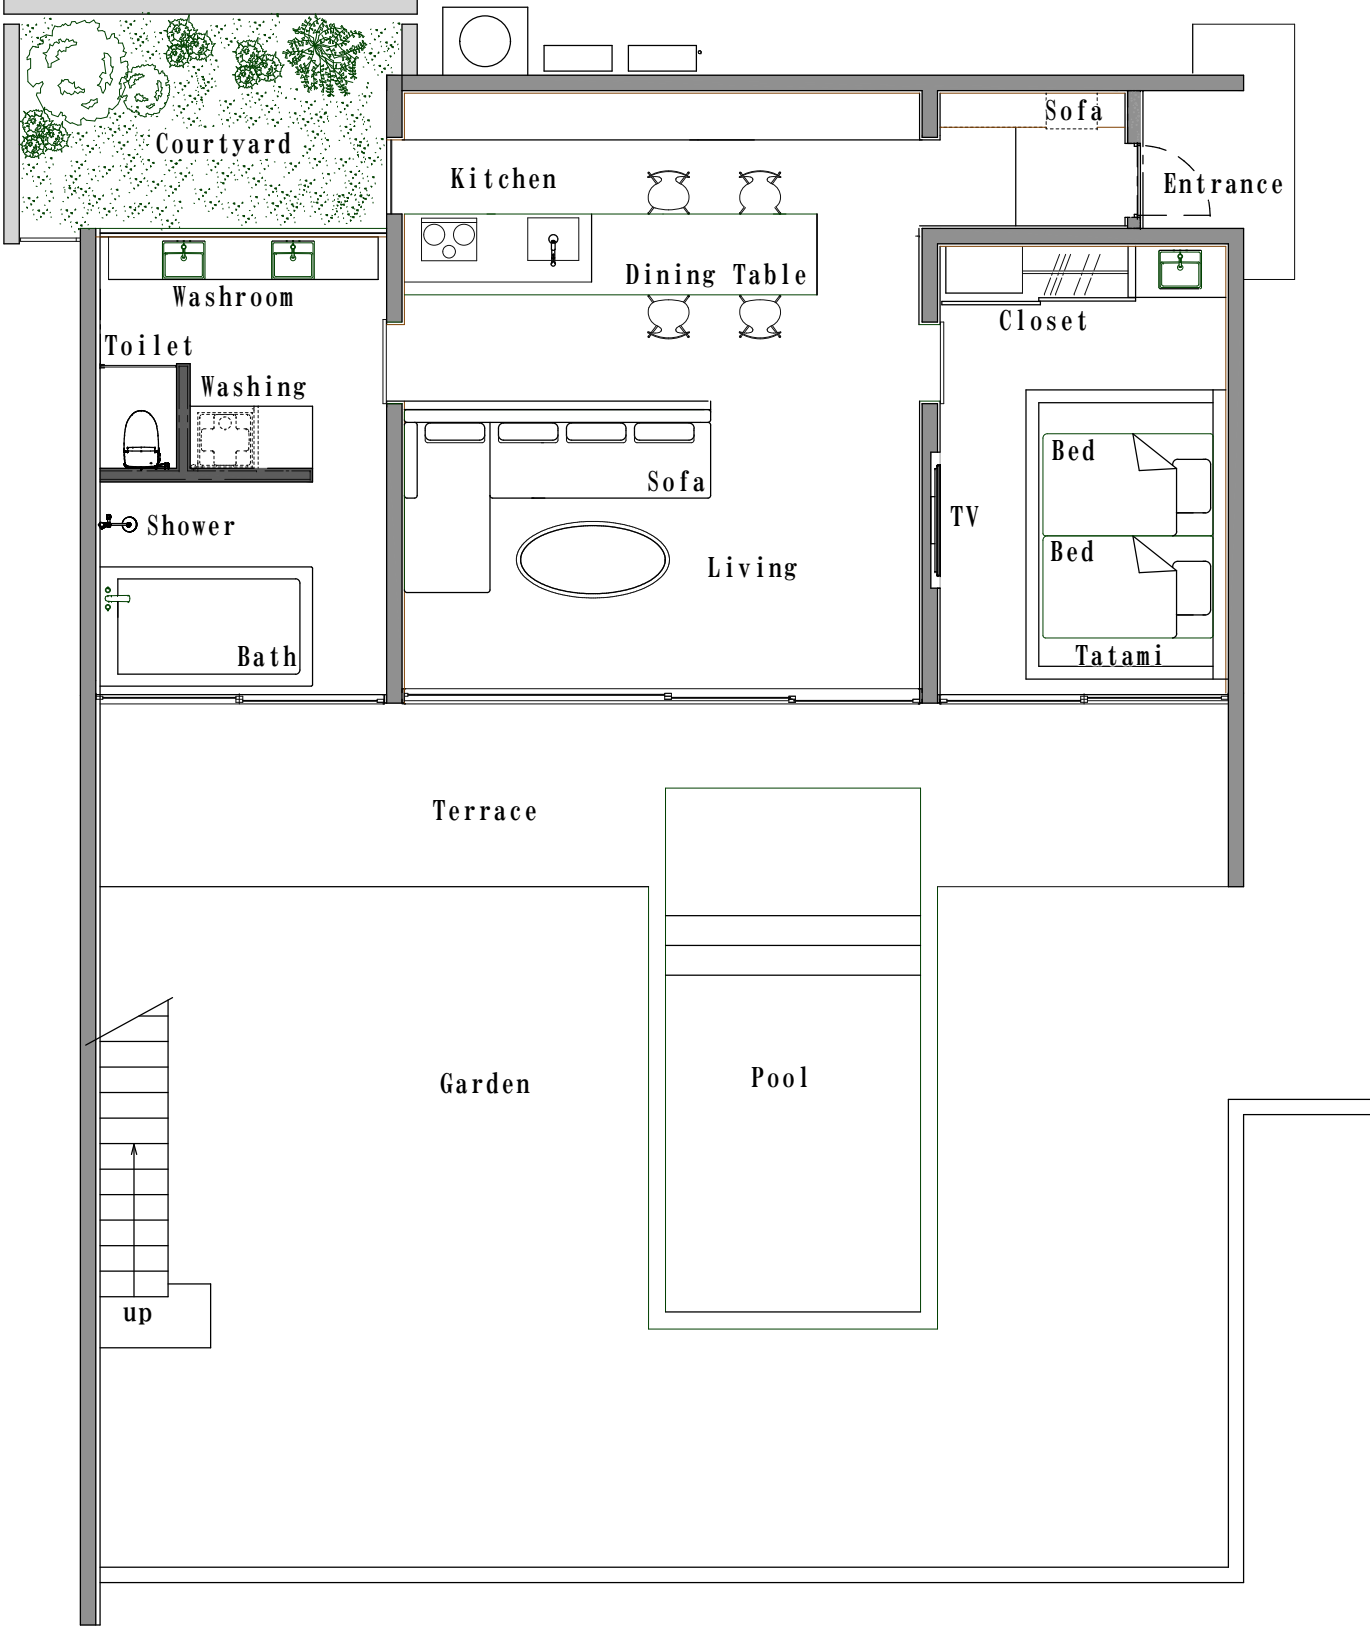 Sofa
Courtyard
Kitchen
Entrance
Dining Table
Washroom
Closet
Toilet
Washing
Bed
Sofa
TV
Shower
Bed
Living
Bath
Tatami
Terrace
Pool
Garden
up